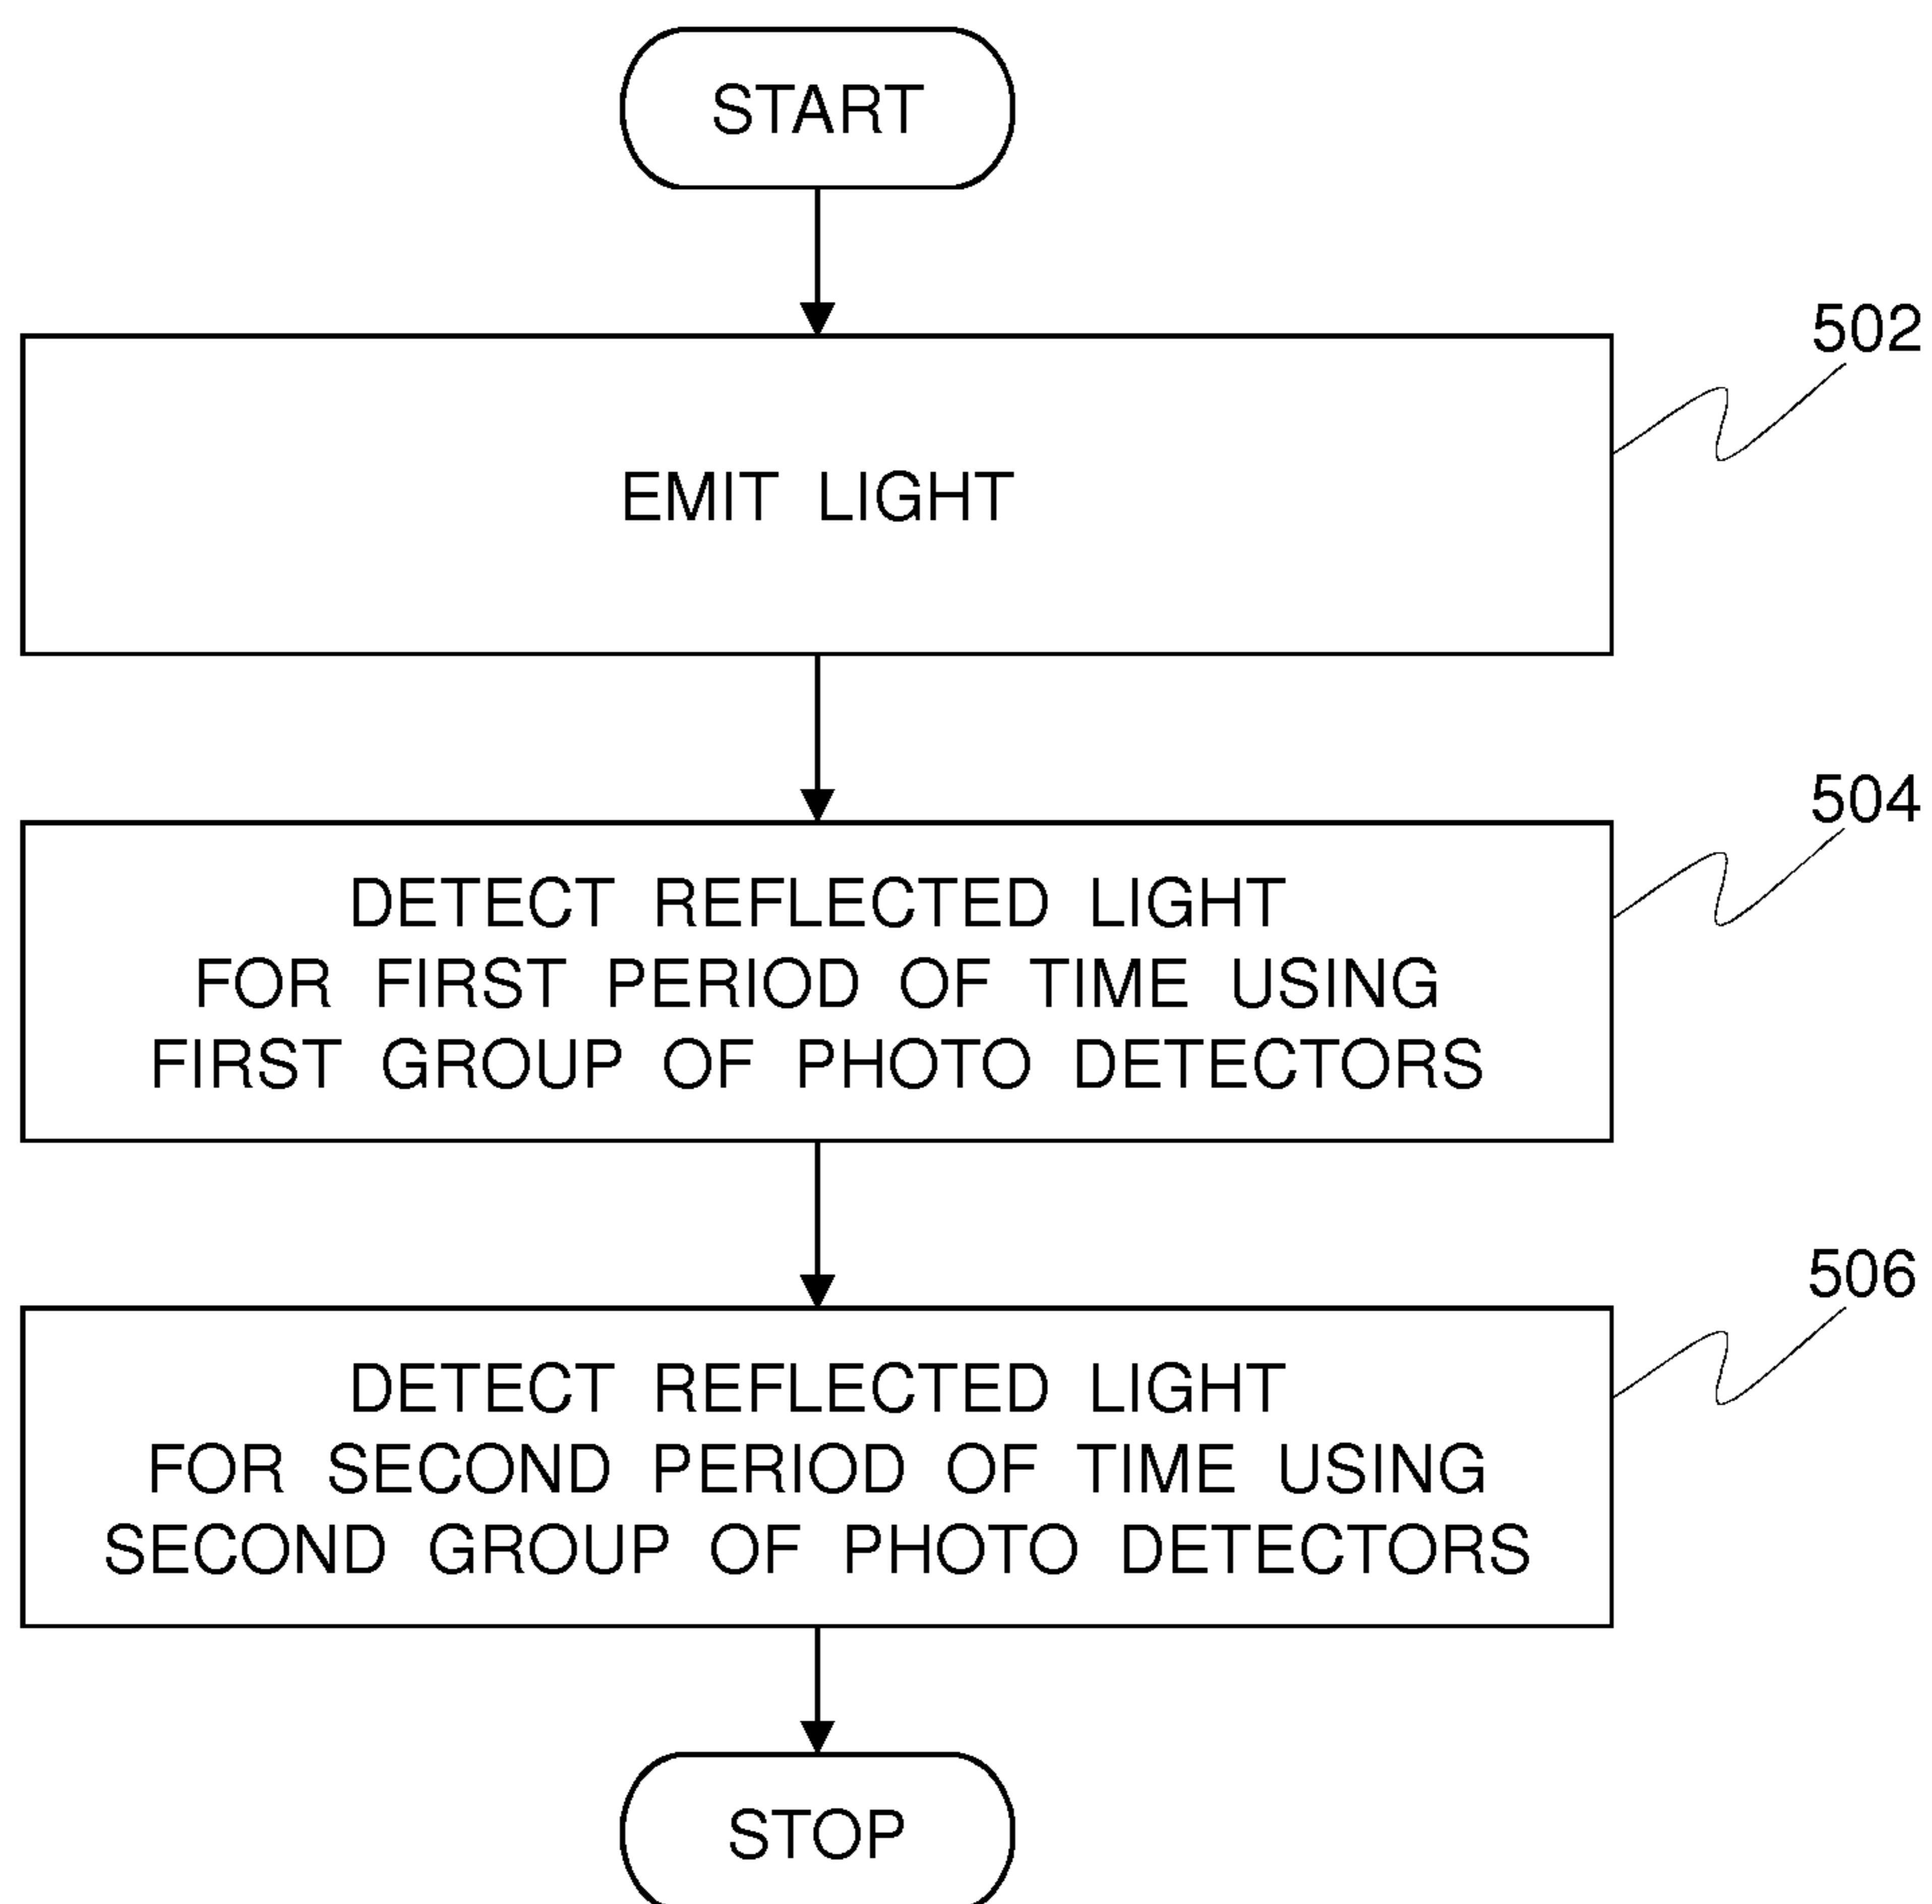 START
502
EMIT LIGHT
504
DETECT REFLECTED LIGHT
FOR FIRST PERIOD OF TIME USING
FIRST GROUP OF PHOTO DETECTORS
506
DETECT REFLECTED LIGHT
FOR SECOND PERIOD OF TIME USING
SECOND GROUP OF PHOTO DETECTORS
STOP